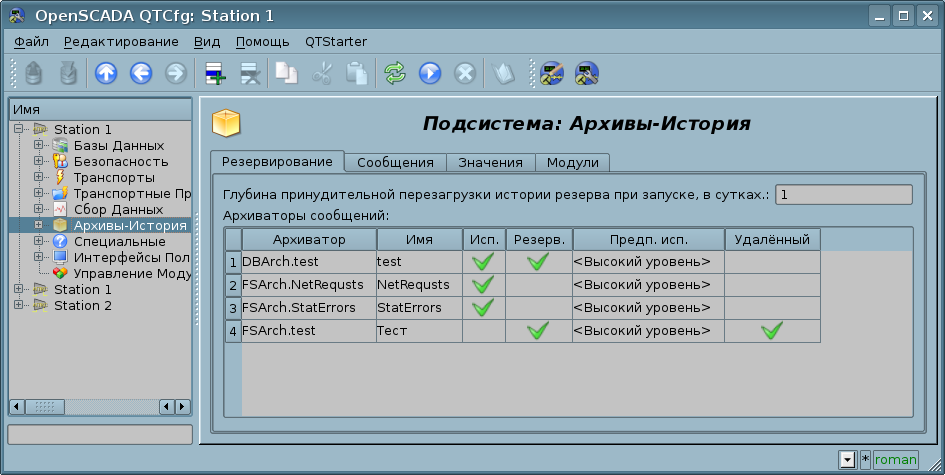 OpenSCADA QTCfg: Station 1
Файл Редактирование Вид Помощь QTStarter
Имя
Station 1
Базы Данных
Безопасность
Транспорты
Транспортные Пр
Сбор Данных
Архивы-История
Специальные
Интерфейсы Пол
Управление Моду
Station 1
Station 2
Подсистема: Архивы-История
Резервирование Сообщения Значения Модули
Глубина принудительной перезагрузки истории резерва при запуске, в сутках.: 1
Архиваторы сообщений:
Архиватор Имя Исп. Резерв. Предп. исп. Удалённый
1 DBArch.test test <Высокий уровень>
2 FSArch.NetRequsts NetRequsts <Высокий уровень>
3 FSArch.StatErrors StatErrors <Высокий уровень>
4 FSArch.test Тест <Высокий уровень>
* roman